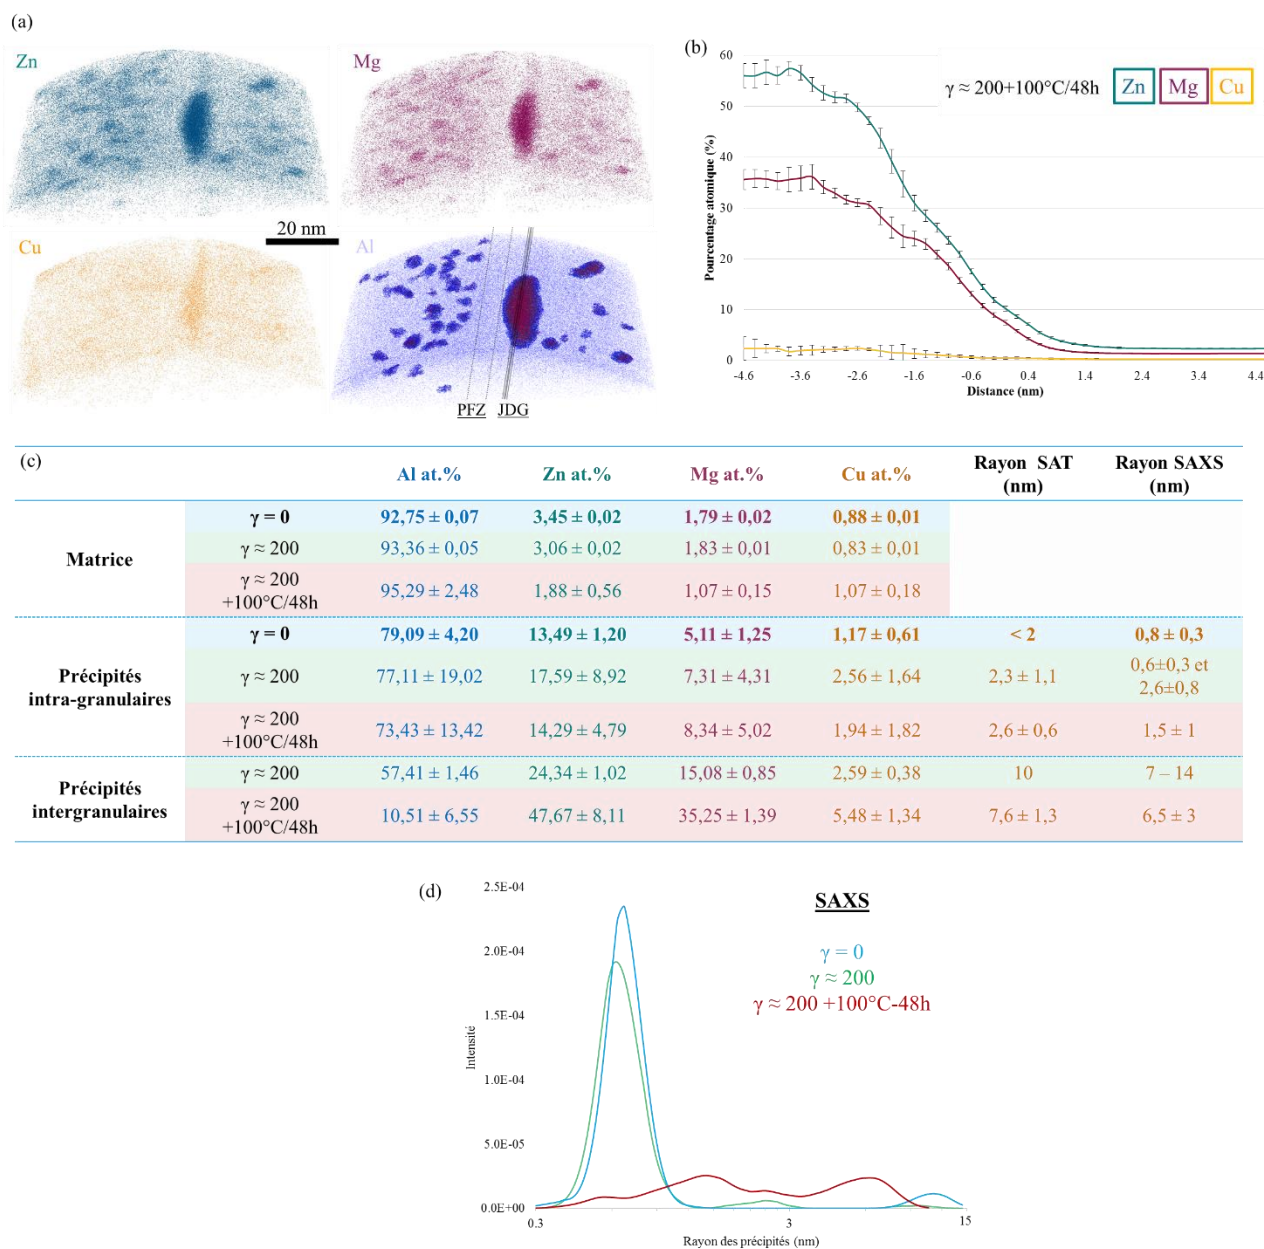 (a)
Zn
Mg
Cu
20 nm
Al
PFZ JDG
(b)
γ ≈ 200+100°C/48h Zn Mg Cu
Pourcentage atomique (%)
60
50
40
30
20
10
0
-4.6 -3.6 -2.6 -1.6 -0.6 0.4 1.4 2.4 3.4 4.4
Distance (nm)
(c)
Al at.% Zn at.% Mg at.% Cu at.% Rayon SAT (nm) Rayon SAXS (nm)
Matrice
γ = 0 92,75 ± 0,07 3,45 ± 0,02 1,79 ± 0,02 0,88 ± 0,01
γ ≈ 200 93,36 ± 0,05 3,06 ± 0,02 1,83 ± 0,01 0,83 ± 0,01
γ ≈ 200 +100°C/48h 95,29 ± 2,48 1,88 ± 0,56 1,07 ± 0,15 1,07 ± 0,18
Précipités intra-granulaires
γ = 0 79,09 ± 4,20 13,49 ± 1,20 5,11 ± 1,25 1,17 ± 0,61 < 2 0,8 ± 0,3
γ ≈ 200 77,11 ± 19,02 17,59 ± 8,92 7,31 ± 4,31 2,56 ± 1,64 2,3 ± 1,1 0,6±0,3 et 2,6±0,8
γ ≈ 200 +100°C/48h 73,43 ± 13,42 14,29 ± 4,79 8,34 ± 5,02 1,94 ± 1,82 2,6 ± 0,6 1,5 ± 1
Précipités intergranulaires
γ ≈ 200 57,41 ± 1,46 24,34 ± 1,02 15,08 ± 0,85 2,59 ± 0,38 10 7 – 14
γ ≈ 200 +100°C/48h 10,51 ± 6,55 47,67 ± 8,11 35,25 ± 1,39 5,48 ± 1,34 7,6 ± 1,3 6,5 ± 3
(d)
SAXS
γ = 0
γ ≈ 200
γ ≈ 200 +100°C-48h
Intensité
2.5E-04
2.0E-04
1.5E-04
1.0E-04
5.0E-05
0.0E+00
0.3 3 15
Rayon des précipités (nm)